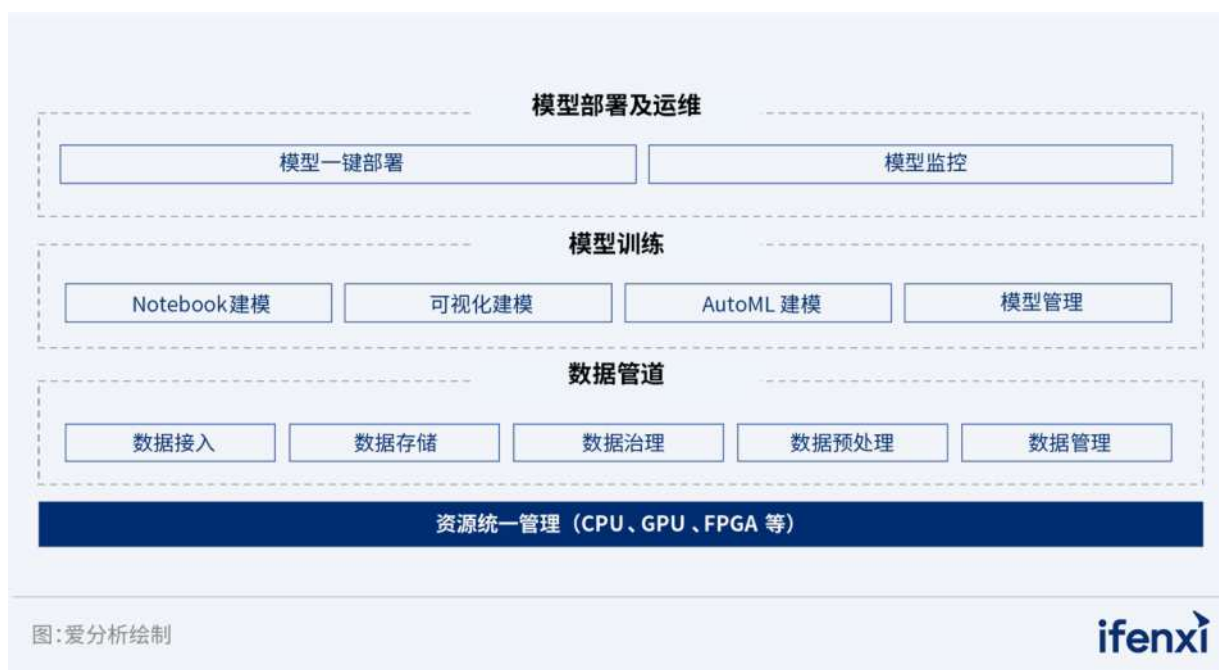 模型部署及运维
模型一键部署 模型监控
模型训练
Notebook建模 可视化建模 AutoML 建模 模型管理
数据管道
数据接入 数据存储 数据治理 数据预处理 数据管理
资源统一管理（CPU、GPU、FPGA 等）
图：爱分析绘制
ifenxi